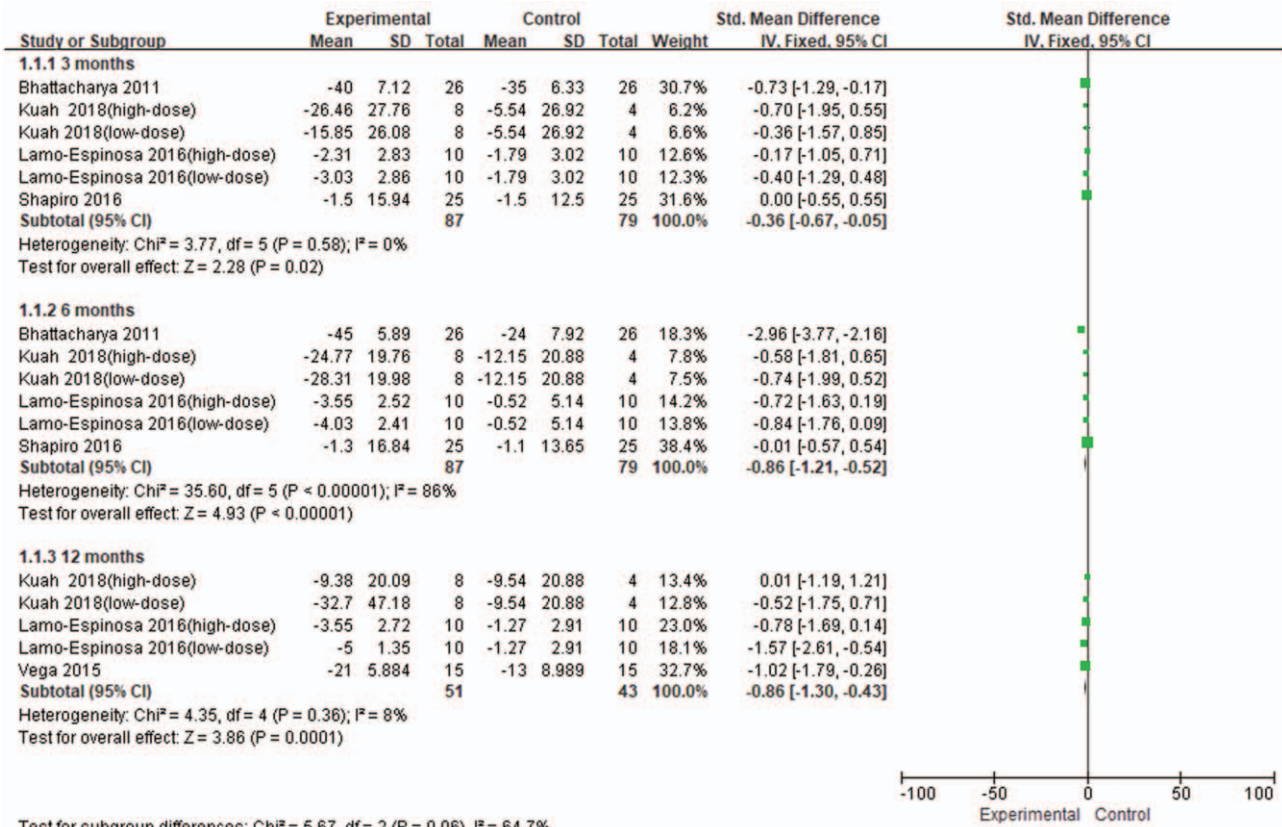 Experimental Control Std. Mean Difference Std. Mean Difference
Study or Subgroup Mean SD Total Mean SD Total Weight IV, Fixed, 95% CI IV, Fixed, 95% CI
1.1.1 3 months
Bhattacharya 2011 -40 7.12 26 -35 6.33 26 30.7% -0.73 [-1.29, -0.17]
Kuah 2018(high-dose) -26.46 27.76 8 -5.54 26.92 4 6.2% -0.70 [-1.95, 0.55]
Kuah 2018(low-dose) -15.85 26.08 8 -5.54 26.92 4 6.6% -0.36 [-1.57, 0.85]
Lamo-Espinosa 2016(high-dose) -2.31 2.83 10 -1.79 3.02 10 12.6% -0.17 [-1.05, 0.71]
Lamo-Espinosa 2016(low-dose) -3.03 2.86 10 -1.79 3.02 10 12.3% -0.40 [-1.29, 0.48]
Shapiro 2016 -1.5 15.94 25 -1.5 12.5 25 31.6% 0.00 [-0.55, 0.55]
Subtotal (95% CI) 87 79 100.0% -0.36 [-0.67, -0.05]
Heterogeneity: Chi² = 3.77, df = 5 (P = 0.58); I² = 0%
Test for overall effect: Z = 2.28 (P = 0.02)
1.1.2 6 months
Bhattacharya 2011 -45 5.89 26 -24 7.92 26 18.3% -2.96 [-3.77, -2.16]
Kuah 2018(high-dose) -24.77 19.76 8 -12.15 20.88 4 7.8% -0.58 [-1.81, 0.65]
Kuah 2018(low-dose) -28.31 19.98 8 -12.15 20.88 4 7.5% -0.74 [-1.99, 0.52]
Lamo-Espinosa 2016(high-dose) -3.55 2.52 10 -0.52 5.14 10 14.2% -0.72 [-1.63, 0.19]
Lamo-Espinosa 2016(low-dose) -4.03 2.41 10 -0.52 5.14 10 13.8% -0.84 [-1.76, 0.09]
Shapiro 2016 -1.3 16.84 25 -1.1 13.65 25 38.4% -0.01 [-0.57, 0.54]
Subtotal (95% CI) 87 79 100.0% -0.86 [-1.21, -0.52]
Heterogeneity: Chi² = 35.60, df = 5 (P < 0.00001); I² = 86%
Test for overall effect: Z = 4.93 (P < 0.00001)
1.1.3 12 months
Kuah 2018(high-dose) -9.38 20.09 8 -9.54 20.88 4 13.4% 0.01 [-1.19, 1.21]
Kuah 2018(low-dose) -32.7 47.18 8 -9.54 20.88 4 12.8% -0.52 [-1.75, 0.71]
Lamo-Espinosa 2016(high-dose) -3.55 2.72 10 -1.27 2.91 10 23.0% -0.78 [-1.69, 0.14]
Lamo-Espinosa 2016(low-dose) -5 1.35 10 -1.27 2.91 10 18.1% -1.57 [-2.61, -0.54]
Vega 2015 -21 5.884 15 -13 8.989 15 32.7% -1.02 [-1.79, -0.26]
Subtotal (95% CI) 51 43 100.0% -0.86 [-1.30, -0.43]
Heterogeneity: Chi² = 4.35, df = 4 (P = 0.36); I² = 8%
Test for overall effect: Z = 3.86 (P = 0.0001)
-100 -50 0 50 100
Experimental Control
Test for subgroup differences: Chi² = 5.67, df = 2 (P = 0.06), I² = 64.7%